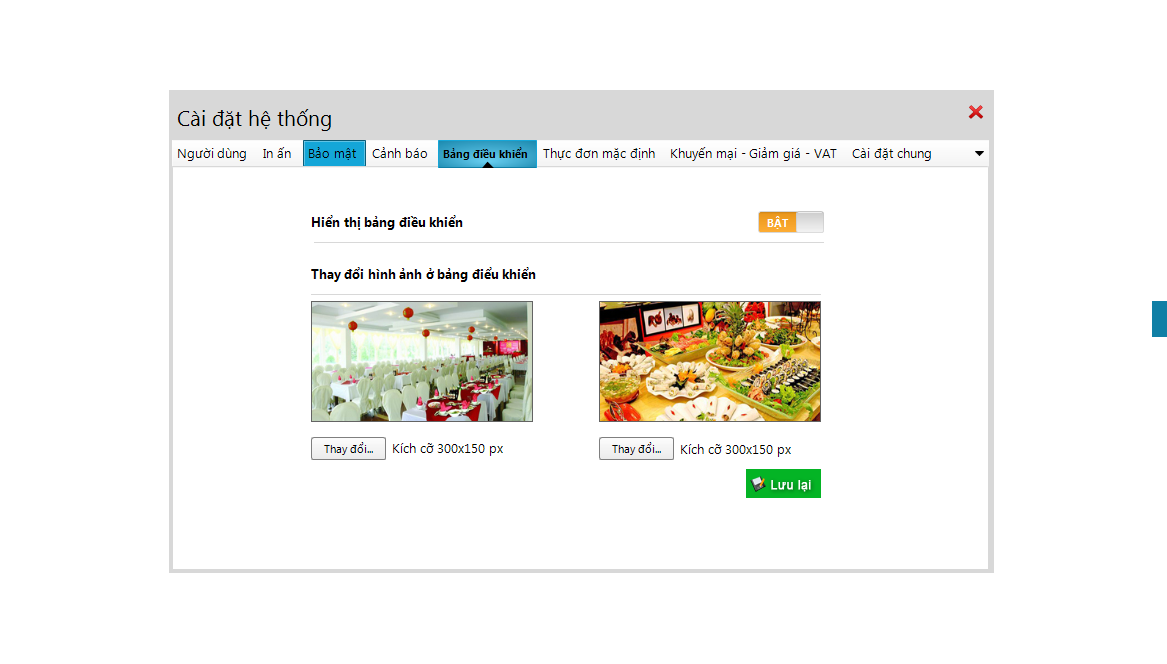 Cài đặt hệ thống
Người dùng In ấn Bảo mật Cảnh báo Bảng điều khiển Thực đơn mặc định Khuyến mại - Giảm giá - VAT Cài đặt chung
Hiển thị bảng điều khiển BẬT
Thay đổi hình ảnh ở bảng điều khiển
Thay đổi... Kích cỡ 300x150 px Thay đổi... Kích cỡ 300x150 px
Lưu lại